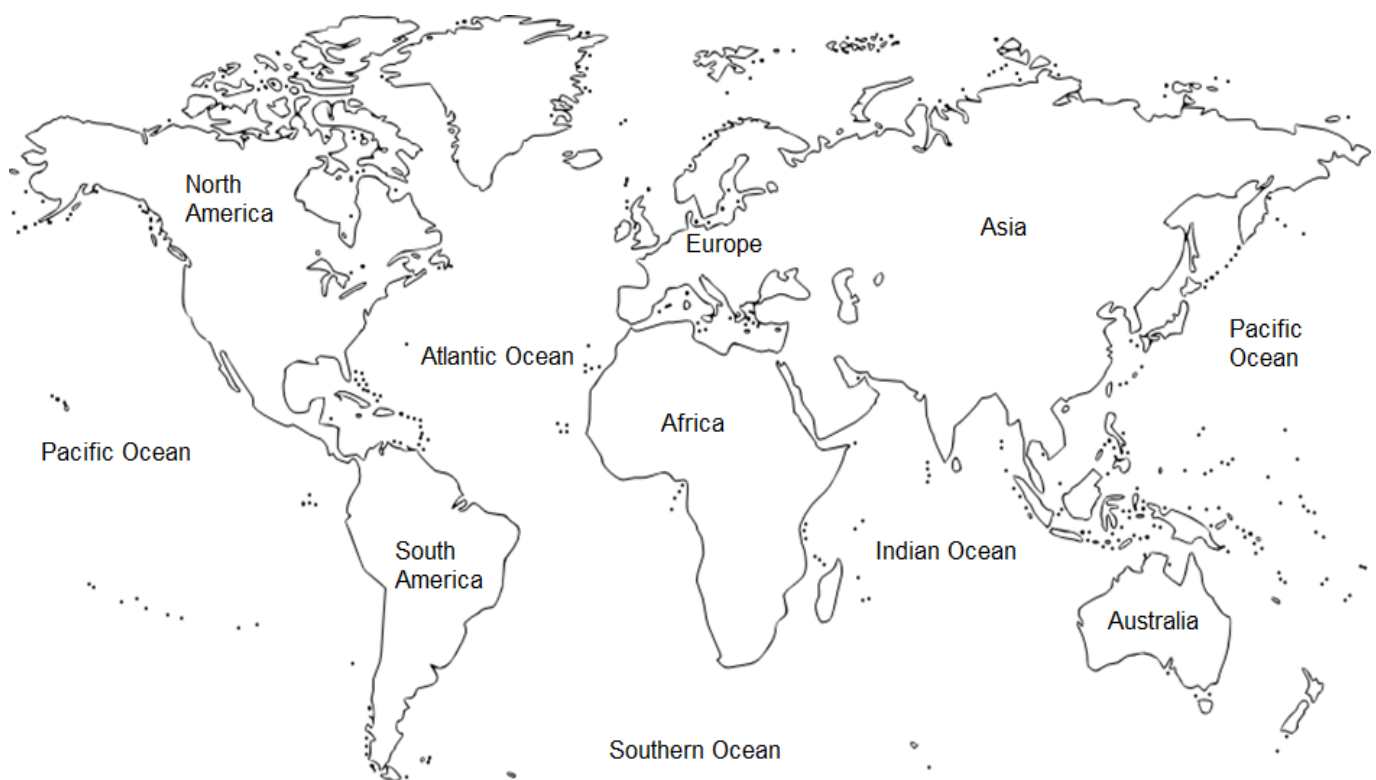 North
America
Europe
Asia
Atlantic Ocean
Pacific
Ocean
Africa
Pacific Ocean
South
America
Indian Ocean
Australia
Southern Ocean